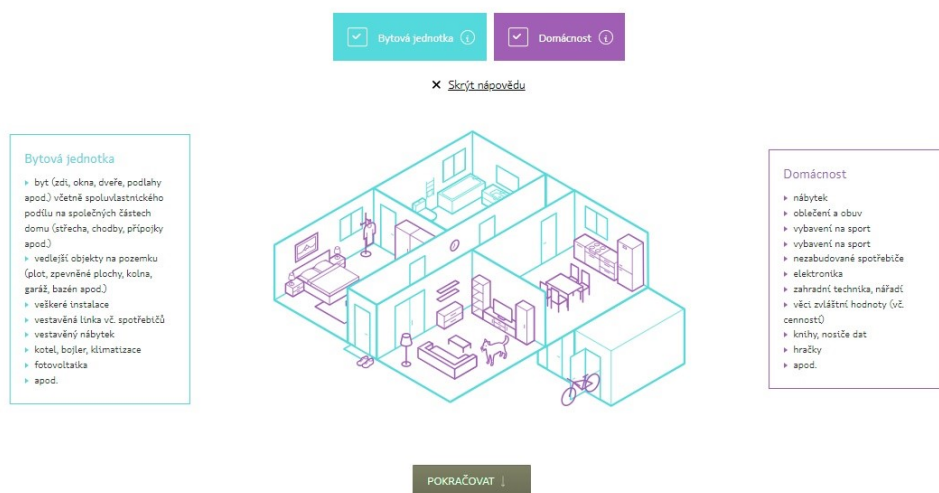 Bytová jednotka
Domácnost
Skrýt nápovědu
Bytová jednotka
byt (zdi, okna, dveře, podlahy
apod.) včetně spoluvlastnického
podílu na společných částech
domu (střecha, chodby, přípojky
apod.)
vedlejší objekty na pozemku
(plot, zpevněné plochy, kolna,
garáž, bazén apod.)
veškeré instalace
vestavěná linka vč. spotřebičů
vestavěný nábytek
kotel, bojler, klimatizace
fotovoltaika
apod.
Domácnost
nábytek
oblečení a obuv
vybavení na sport
vybavení na sport
nezabudované spotřebiče
elektronika
zahradní technika, nářadí
věci zvláštní hodnoty (vč.
cenností)
knihy, nosiče dat
hračky
apod.
POKRAČOVAT